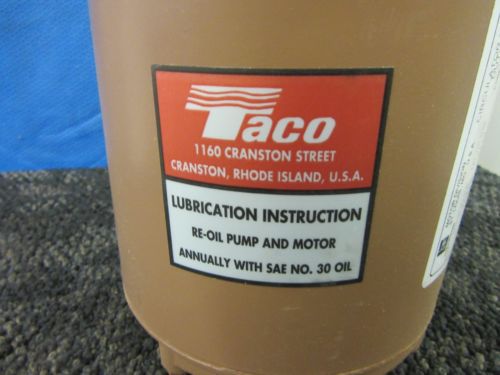 Taco
1160 CRANSTON STREET
CRANSTON, RHODE ISLAND, U.S.A.
LUBRICATION INSTRUCTION
RE-OIL PUMP AND MOTOR
ANNUALLY WITH SAE NO. 30 OIL